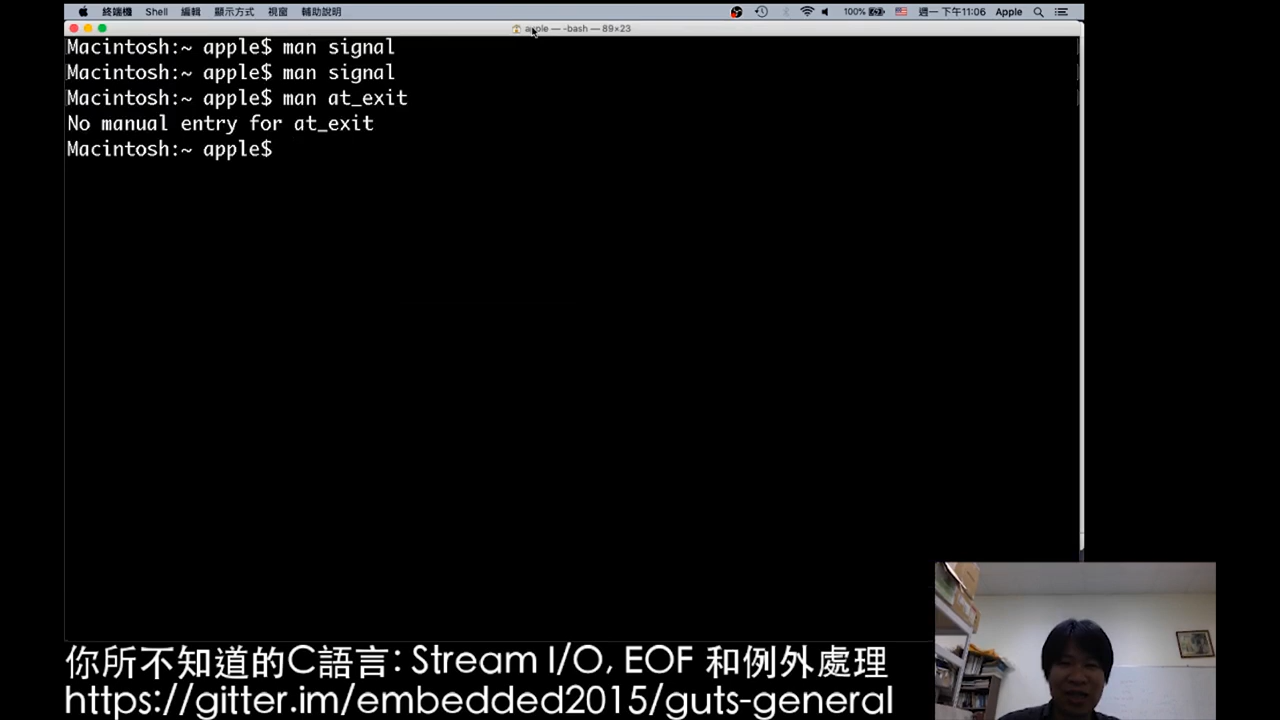 終端機 Shell 編輯 顯示方式 視窗 輔助說明 100% 週一 下午11:06 Apple
apple — -bash — 89×23
Macintosh:~ apple$ man signal
Macintosh:~ apple$ man signal
Macintosh:~ apple$ man at_exit
No manual entry for at_exit
Macintosh:~ apple$
你所不知道的C語言: Stream I/O, EOF 和例外處理
https://gitter.im/embedded2015/guts-general